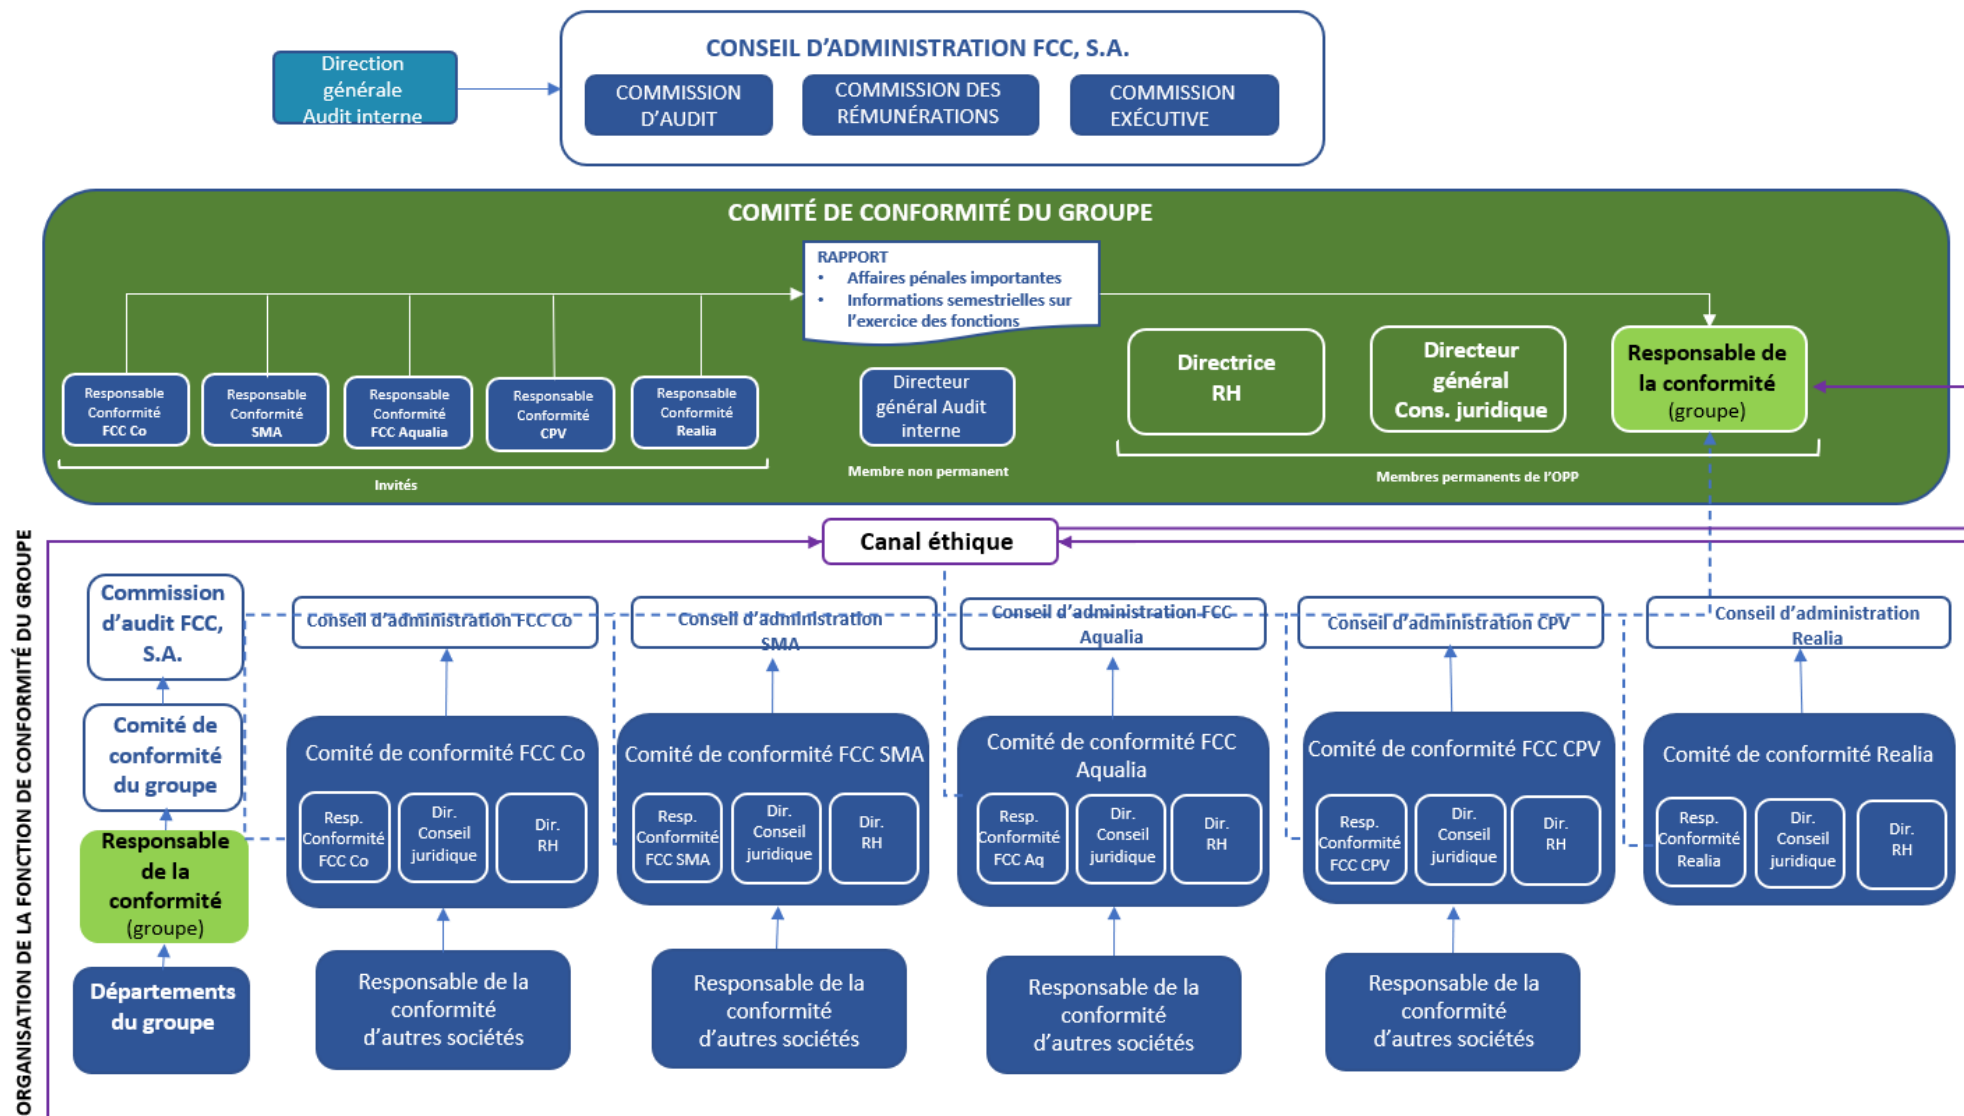 CONSEIL D’ADMINISTRATION FCC, S.A.
Direction
générale
Audit interne
COMMISSION
D’AUDIT
COMMISSION DES
RÉMUNÉRATIONS
COMMISSION
EXÉCUTIVE
COMITÉ DE CONFORMITÉ DU GROUPE
RAPPORT
• Affaires pénales importantes
• Informations semestrielles sur
l’exercice des fonctions
Responsable
Conformité
FCC Co
Responsable
Conformité
SMA
Responsable
Conformité
FCC Aqualia
Responsable
Conformité
CPV
Responsable
Conformité
Realia
Invités
Directeur
général Audit
interne
Membre non permanent
Directrice
RH
Directeur
général
Cons. juridique
Responsable de
la conformité
(groupe)
Membres permanents de l’OPP
ORGANISATION DE LA FONCTION DE CONFORMITÉ DU GROUPE
Canal éthique
Commission
d’audit FCC,
S.A.
Comité de
conformité
du groupe
Responsable
de la
conformité
(groupe)
Départements
du groupe
Conseil d’administration FCC Co
Conseil d’administration
SMA
Conseil d’administration FCC
Aqualia
Conseil d’administration CPV
Conseil d’administration
Realia
Comité de conformité FCC Co
Resp.
Conformité
FCC Co
Dir.
Conseil
juridique
Dir.
RH
Comité de conformité FCC SMA
Resp.
Conformité
FCC SMA
Dir.
Conseil
juridique
Dir.
RH
Comité de conformité FCC
Aqualia
Resp.
Conformité
FCC Aq
Dir.
Conseil
juridique
Dir.
RH
Comité de conformité FCC CPV
Resp.
Conformité
FCC CPV
Dir.
Conseil
juridique
Dir.
RH
Comité de conformité Realia
Resp.
Conformité
Realia
Dir.
Conseil
juridique
Dir.
RH
Responsable de la
conformité
d’autres sociétés
Responsable de la
conformité
d’autres sociétés
Responsable de la
conformité
d’autres sociétés
Responsable de la
conformité
d’autres sociétés